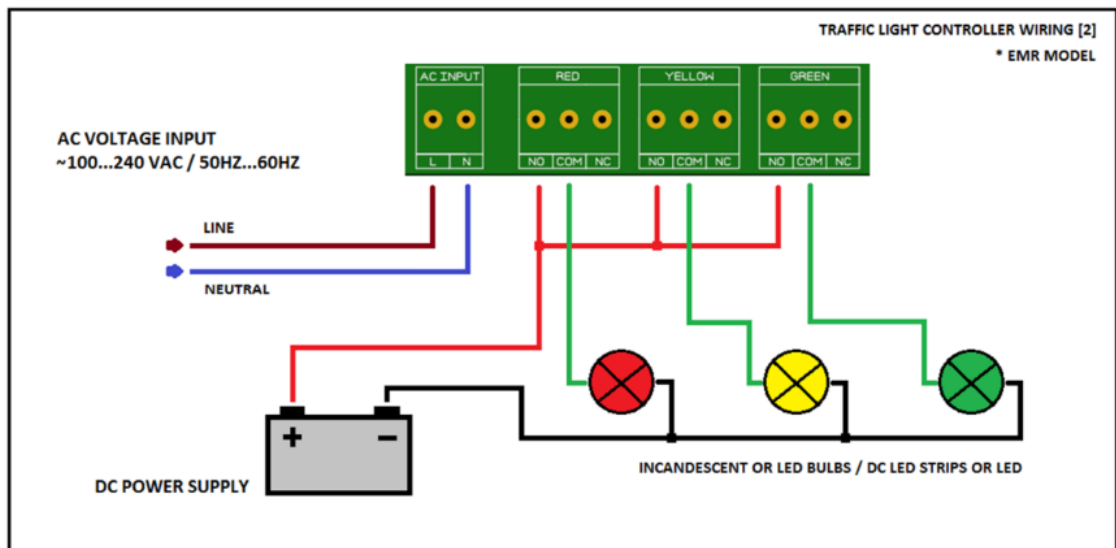 TRAFFIC LIGHT CONTROLLER WIRING [2]
* EMR MODEL
AC INPUT
RED
YELLOW
GREEN
L N
NO COM NC
NO COM NC
NO COM NC
AC VOLTAGE INPUT
~100...240 VAC / 50HZ...60HZ
LINE
NEUTRAL
+ −
DC POWER SUPPLY
INCANDESCENT OR LED BULBS / DC LED STRIPS OR LED